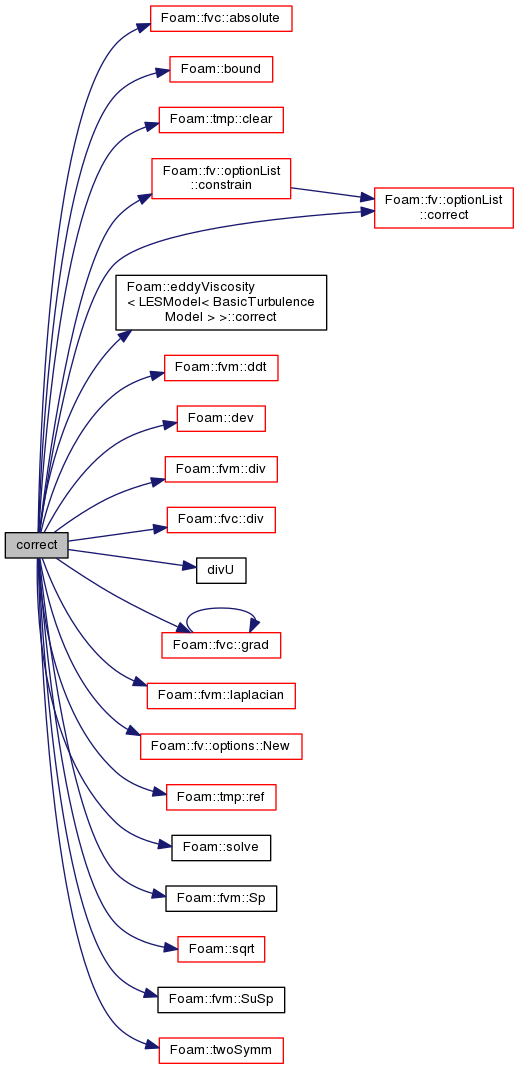 Foam::fvc::absolute
Foam::bound
Foam::tmp::clear
Foam::fv::optionList
::constrain
Foam::fv::optionList
::correct
Foam::eddyViscosity
< LESModel< BasicTurbulence
Model > >::correct
Foam::fvm::ddt
Foam::dev
Foam::fvm::div
Foam::fvc::div
correct
divU
Foam::fvc::grad
Foam::fvm::laplacian
Foam::fv::options::New
Foam::tmp::ref
Foam::solve
Foam::fvm::Sp
Foam::sqrt
Foam::fvm::SuSp
Foam::twoSymm